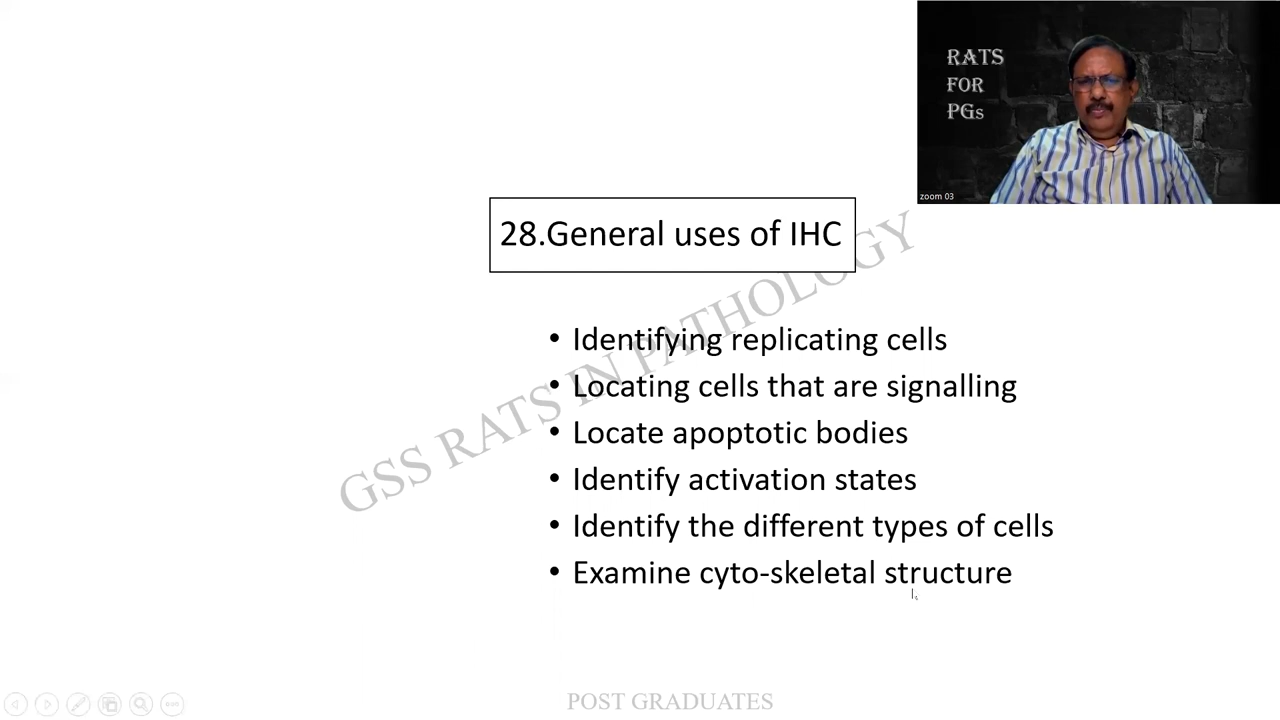 RATS
FOR
PGs
zoom 03
28.General uses of IHC
GSS RATS IN PATHOLOGY
• Identifying replicating cells
• Locating cells that are signalling
• Locate apoptotic bodies
• Identify activation states
• Identify the different types of cells
• Examine cyto-skeletal structure
POST GRADUATES